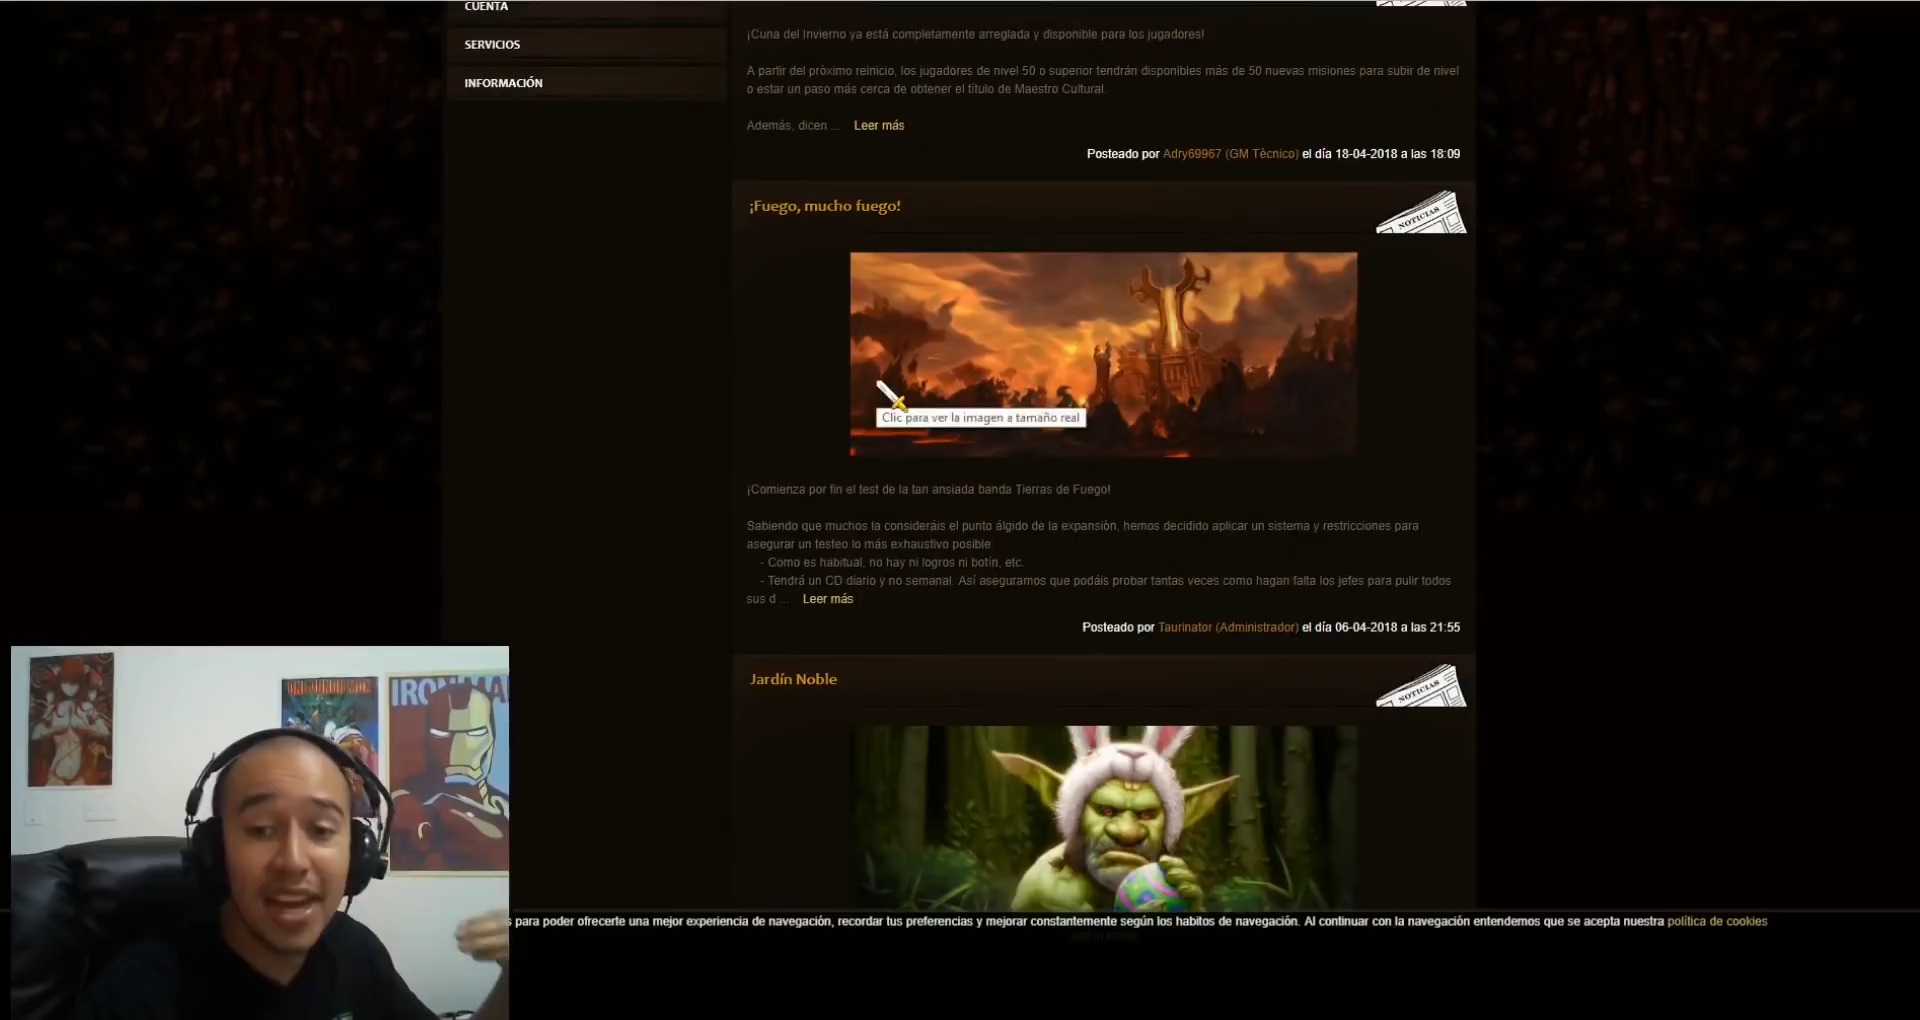 CUENTA
SERVICIOS
INFORMACIÓN
¡Cuna del Invierno ya está completamente arreglada y disponible para los jugadores!
A partir del próximo reinicio, los jugadores de nivel 50 o superior tendrán disponibles más de 50 nuevas misiones para subir de nivel
o estar un paso más cerca de obtener el título de Maestro Cultural.
Además, dicen ... Leer más
Posteado por Adry69967 (GM Técnico) el día 18-04-2018 a las 18:09
¡Fuego, mucho fuego!
NOTICIAS
Clic para ver la imagen a tamaño real
¡Comienza por fin el test de la tan ansiada banda Tierras de Fuego!
Sabiendo que muchos la consideráis el punto álgido de la expansión, hemos decidido aplicar un sistema y restricciones para
asegurar un testeo lo más exhaustivo posible
- Como es habitual, no hay ni logros ni botín, etc.
- Tendrá un CD diario y no semanal. Así aseguramos que podáis probar tantas veces como hagan falta los jefes para pulir todos
sus d ... Leer más
Posteado por Taurinator (Administrador) el día 06-04-2018 a las 21:55
Jardín Noble
NOTICIAS
IRON MA
s para poder ofrecerte una mejor experiencia de navegación, recordar tus preferencias y mejorar constantemente según los habitos de navegación. Al continuar con la navegación entendemos que se acepta nuestra política de cookies